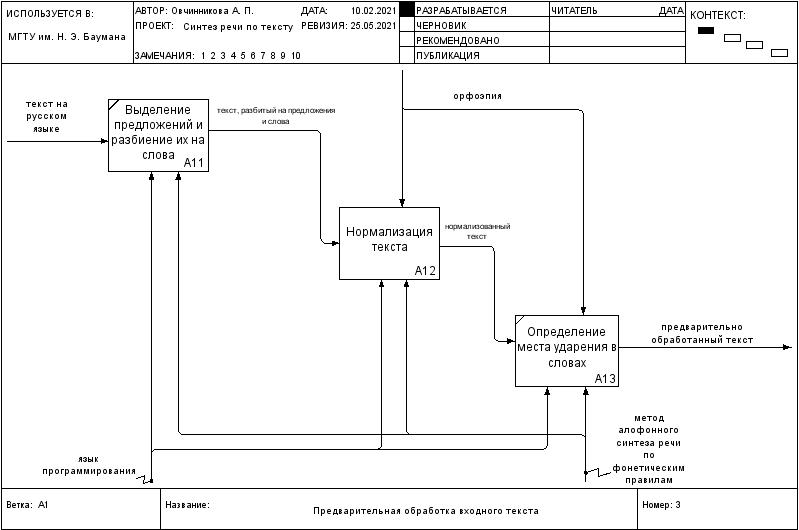 ИСПОЛЬЗУЕТСЯ В:
МГТУ им. Н. Э. Баумана
АВТОР: Овчинникова А. П.
ДАТА: 10.02.2021
ПРОЕКТ: Синтез речи по тексту
РЕВИЗИЯ: 25.05.2021
ЗАМЕЧАНИЯ: 1 2 3 4 5 6 7 8 9 10
РАЗРАБАТЫВАЕТСЯ
ЧЕРНОВИК
РЕКОМЕНДОВАНО
ПУБЛИКАЦИЯ
ЧИТАТЕЛЬ
ДАТА
КОНТЕКСТ:
текст на
русском
языке
Выделение
предложений и
разбиение их на
слова
A11
текст, разбитый на предложения
и слова
орфоэпия
Нормализация
текста
A12
нормализованный
текст
Определение
места ударения в
словах
A13
предварительно
обработанный текст
язык
программирования
метод
алофонного
синтеза речи
по
фонетическим
правилам
Ветка: A1
Название:
Предварительная обработка входного текста
Номер: 3